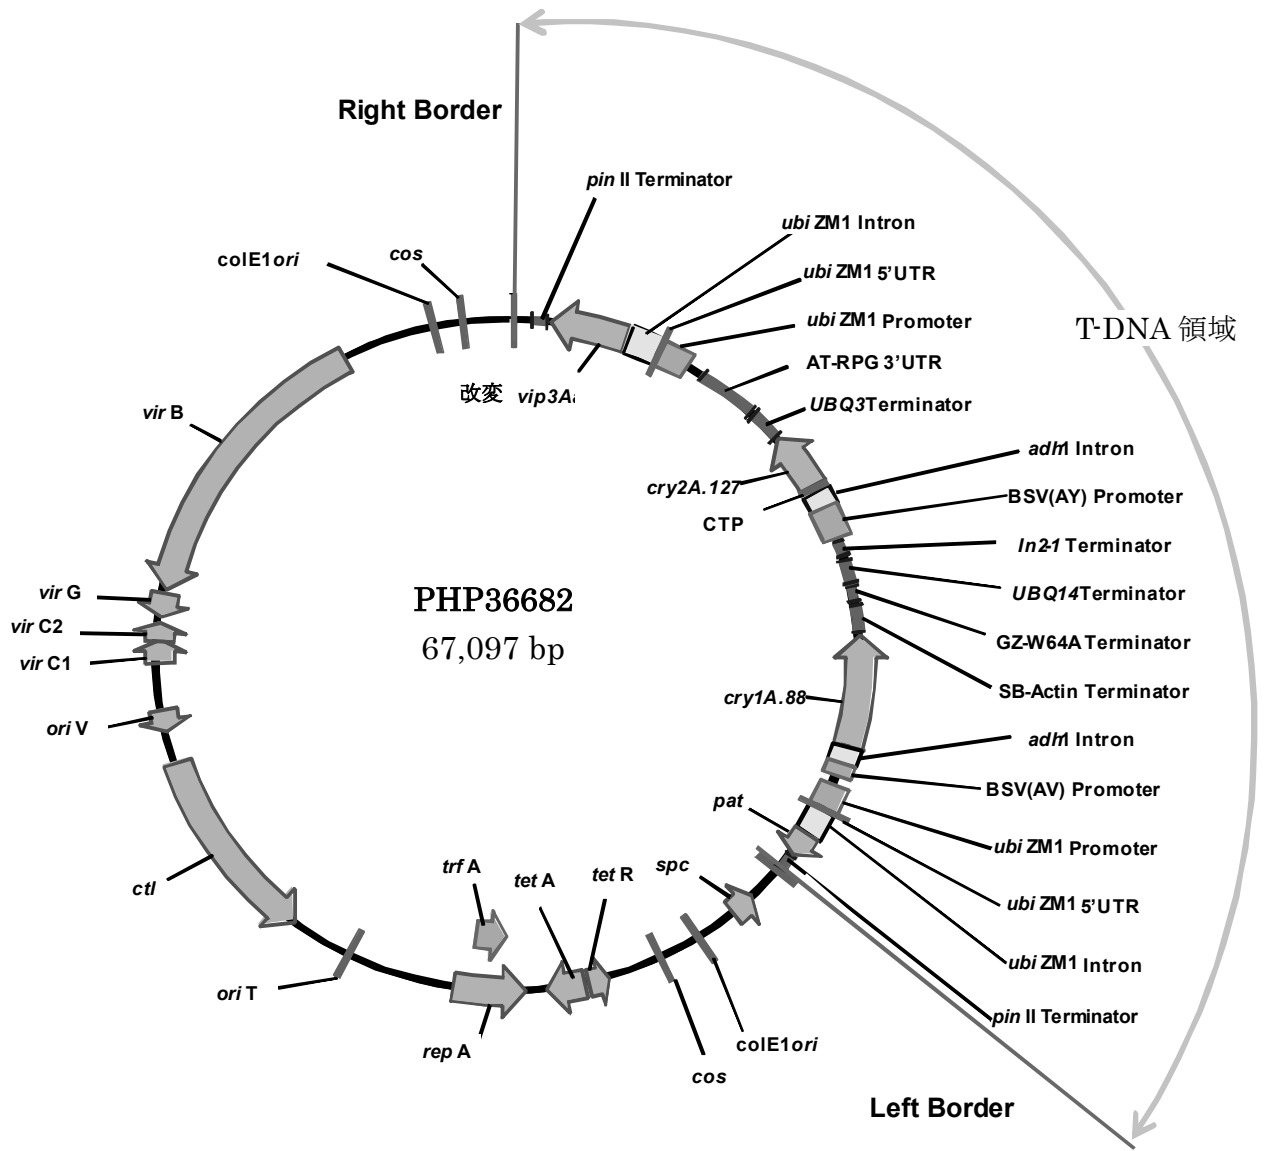 Right Border
pin II Terminator
ubi ZM1 Intron
colE1ori
cos
ubi ZM1 5’UTR
ubi ZM1 Promoter
T-DNA 領域
AT-RPG 3’UTR
改変 vip3Aa
UBQ3Terminator
vir B
adh1 Intron
cry2A.127
BSV(AY) Promoter
CTP
In2-1 Terminator
vir G
PHP36682
UBQ14Terminator
vir C2
67,097 bp
GZ-W64A Terminator
vir C1
SB-Actin Terminator
cry1A.88
ori V
adh1 Intron
BSV(AV) Promoter
pat
ubi ZM1 Promoter
trf A
tet A
tet R
spc
ctl
ubi ZM1 5’UTR
ubi ZM1 Intron
ori T
pin II Terminator
rep A
colE1ori
cos
Left Border